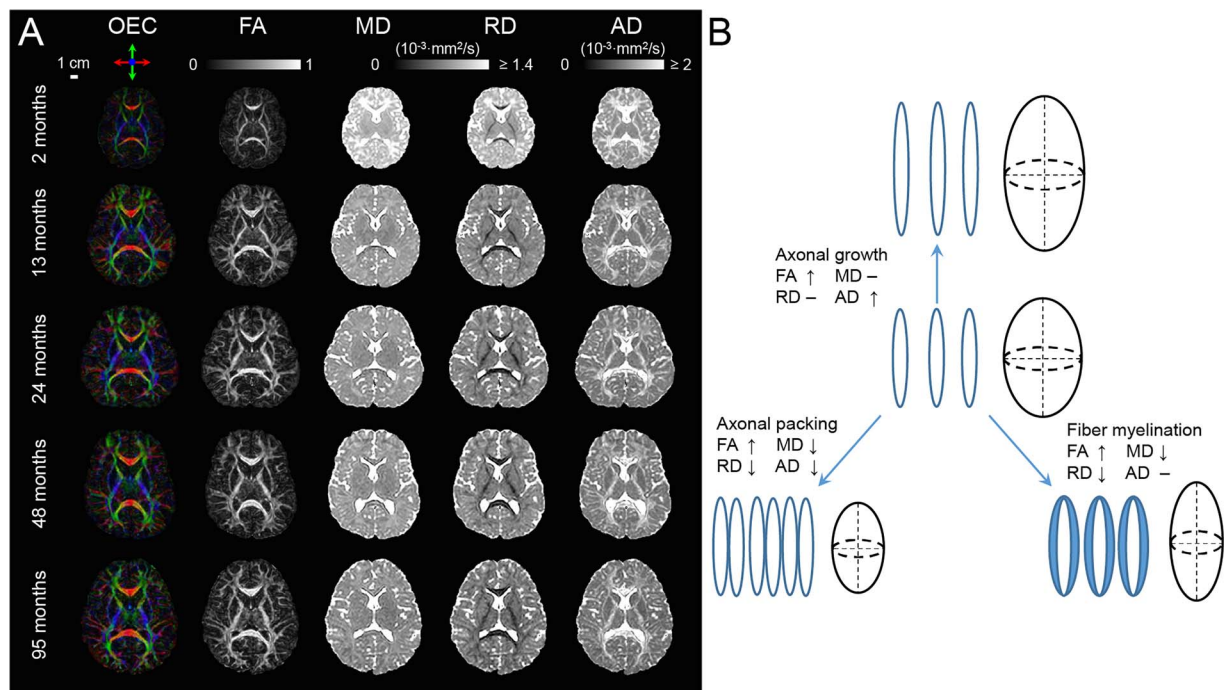 A
OEC FA MD RD AD
(10⁻³·mm²/s) (10⁻³·mm²/s)
1 cm 0 1 0 ≥ 1.4 0 ≥ 2
2 months
13 months
24 months
48 months
95 months
B
Axonal growth
FA ↑ MD –
RD – AD ↑
Axonal packing
FA ↑ MD ↓
RD ↓ AD ↓
Fiber myelination
FA ↑ MD ↓
RD ↓ AD –